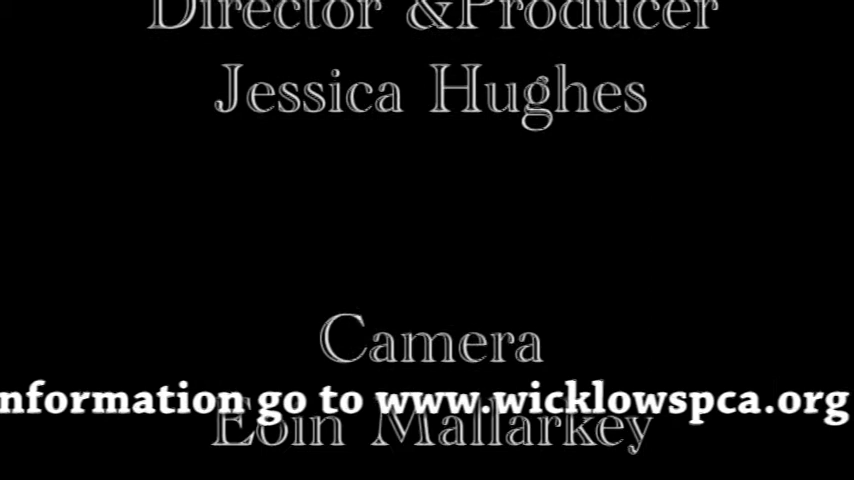 Director &Producer
Jessica Hughes
Camera
nformation go to www.wicklowspca.org
Eoin Mallarkey